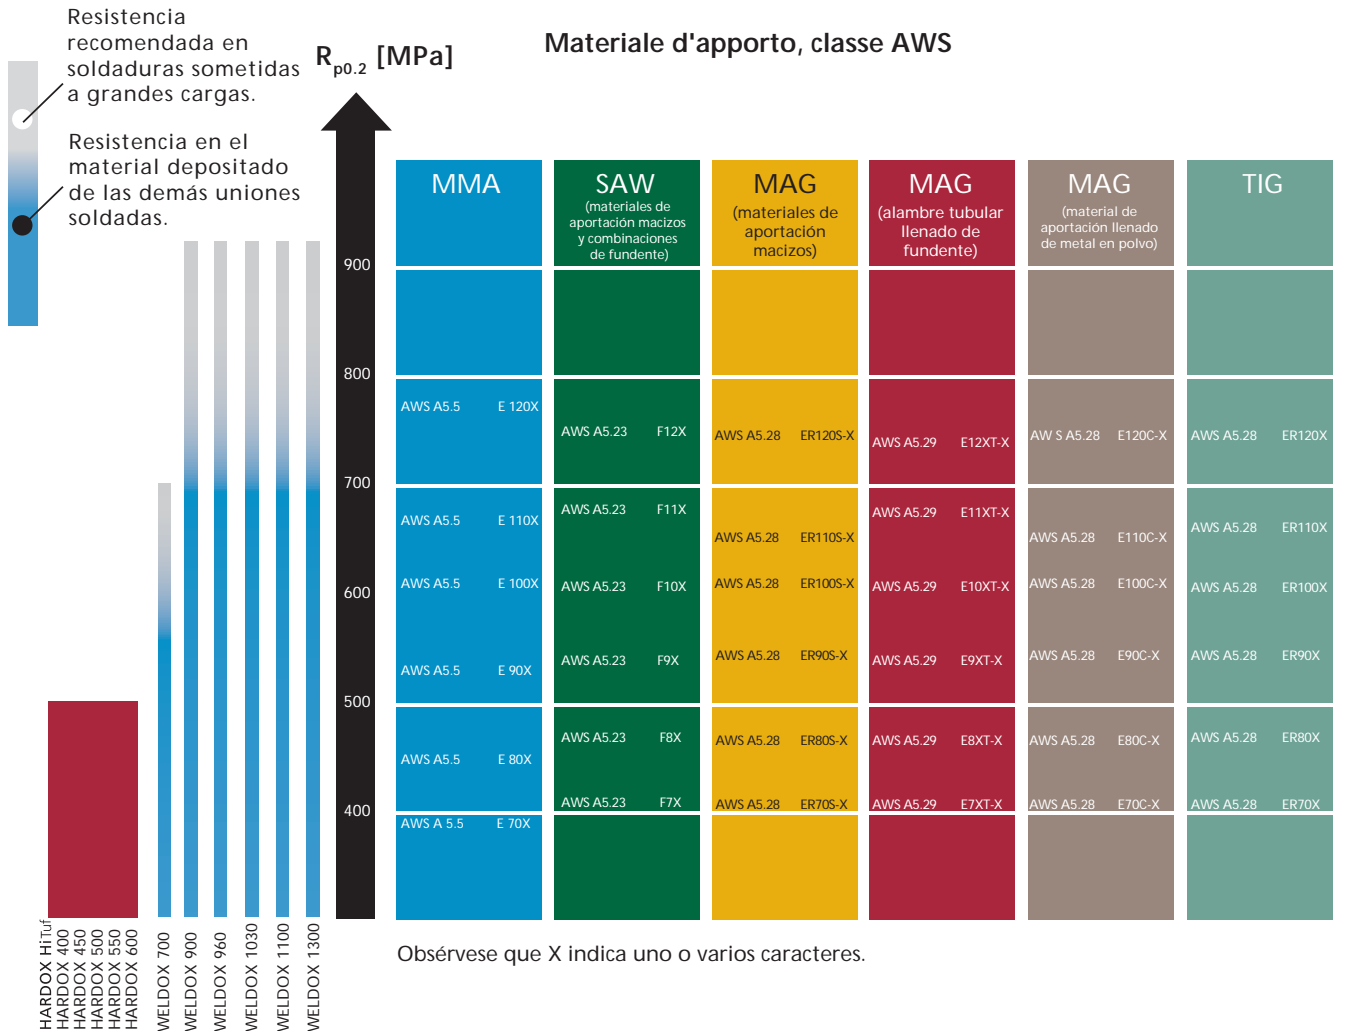 Resistencia
recomendada en
soldaduras sometidas
a grandes cargas.
Resistencia en el
material depositado
de las demás uniones
soldadas.
Rp0.2 [MPa]
Materiale d'apporto, classe AWS
MMA
SAW
(materiales de
aportación macizos
y combinaciones
de fundente)
MAG
(materiales de
aportación
macizos)
MAG
(alambre tubular
llenado de
fundente)
MAG
(material de
aportación llenado
de metal en polvo)
TIG
900
800
700
600
500
400
AWS A5.5 E 120X
AWS A5.5 E 110X
AWS A5.5 E 100X
AWS A5.5 E 90X
AWS A5.5 E 80X
AWS A 5.5 E 70X
AWS A5.23 F12X
AWS A5.23 F11X
AWS A5.23 F10X
AWS A5.23 F9X
AWS A5.23 F8X
AWS A5.23 F7X
AWS A5.28 ER120S-X
AWS A5.28 ER110S-X
AWS A5.28 ER100S-X
AWS A5.28 ER90S-X
AWS A5.28 ER80S-X
AWS A5.28 ER70S-X
AWS A5.29 E12XT-X
AWS A5.29 E11XT-X
AWS A5.29 E10XT-X
AWS A5.29 E9XT-X
AWS A5.29 E8XT-X
AWS A5.29 E7XT-X
AW S A5.28 E120C-X
AWS A5.28 E110C-X
AWS A5.28 E100C-X
AWS A5.28 E90C-X
AWS A5.28 E80C-X
AWS A5.28 E70C-X
AWS A5.28 ER120X
AWS A5.28 ER110X
AWS A5.28 ER100X
AWS A5.28 ER90X
AWS A5.28 ER80X
AWS A5.28 ER70X
HARDOX HiTuf
HARDOX 400
HARDOX 450
HARDOX 500
HARDOX 550
HARDOX 600
WELDOX 700
WELDOX 900
WELDOX 960
WELDOX 1030
WELDOX 1100
WELDOX 1300
Obsérvese que X indica uno o varios caracteres.